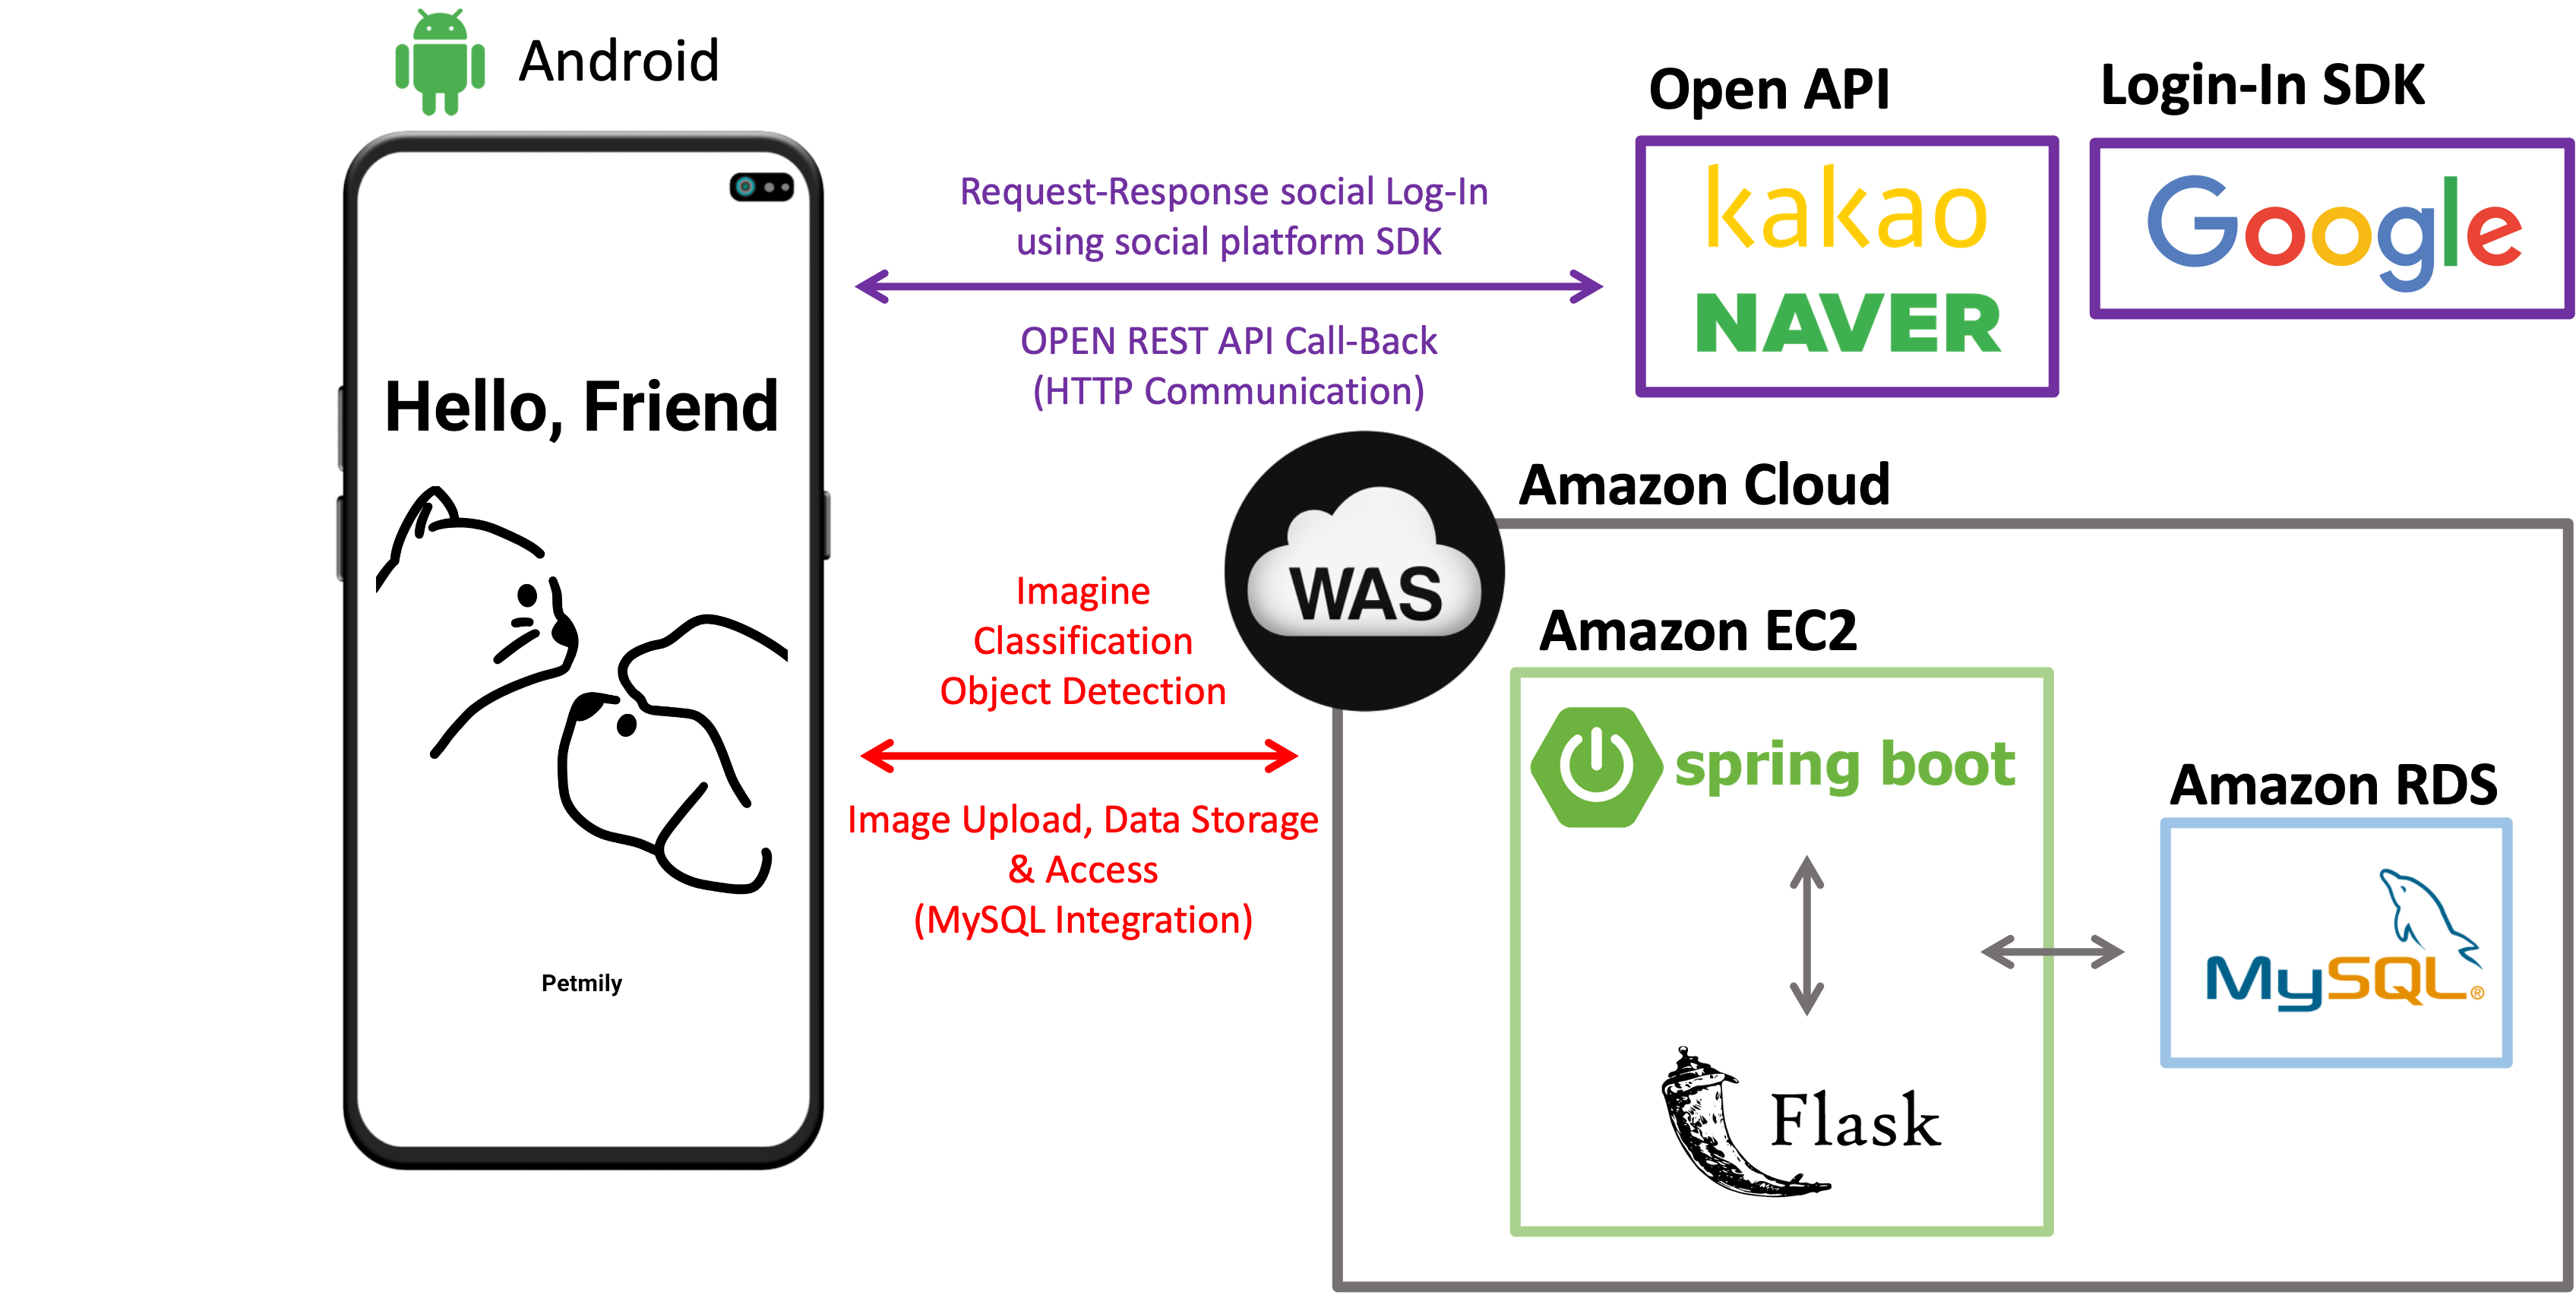 Android
Hello, Friend
Petmily
Request-Response social Log-In
using social platform SDK
OPEN REST API Call-Back
(HTTP Communication)
Open API
kakao
NAVER
Login-In SDK
Google
Imagine
Classification
Object Detection
Image Upload, Data Storage
& Access
(MySQL Integration)
WAS
Amazon Cloud
Amazon EC2
spring boot
Flask
Amazon RDS
MySQL®